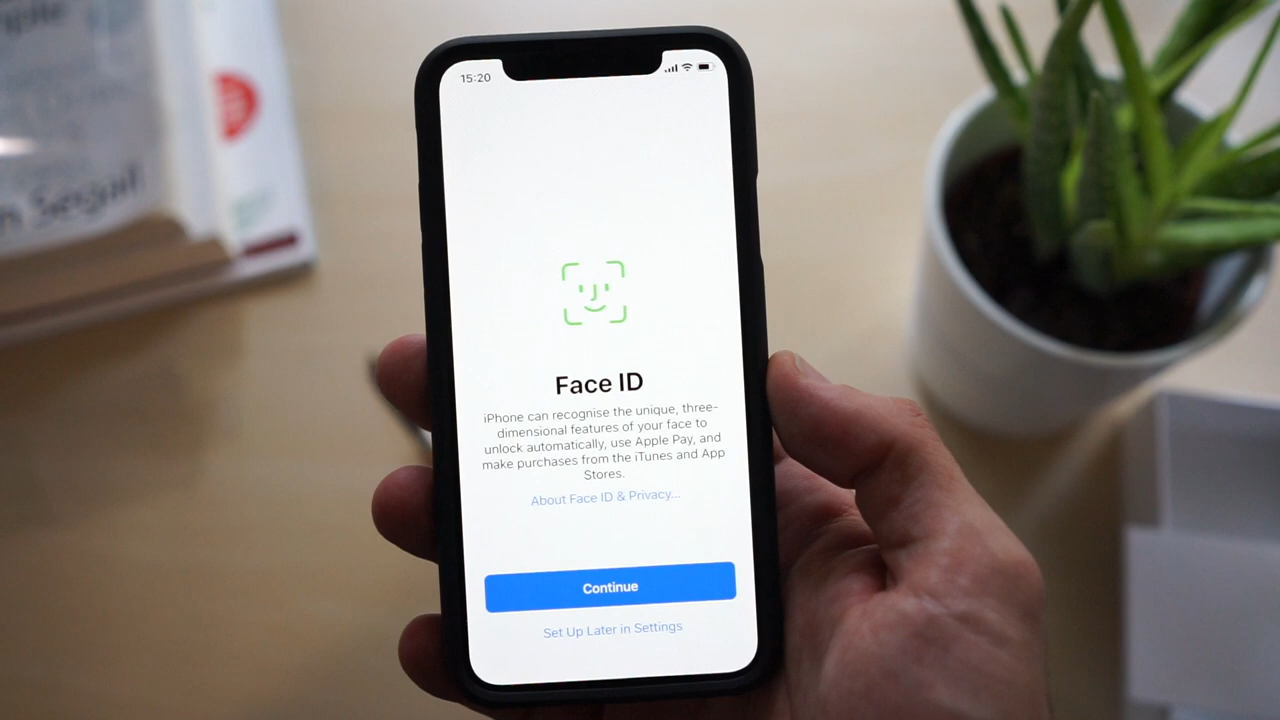 15:20
Face ID
iPhone can recognise the unique, three-
dimensional features of your face to
unlock automatically, use Apple Pay, and
make purchases from the iTunes and App
Stores.
About Face ID & Privacy...
Continue
Set Up Later in Settings
Segall